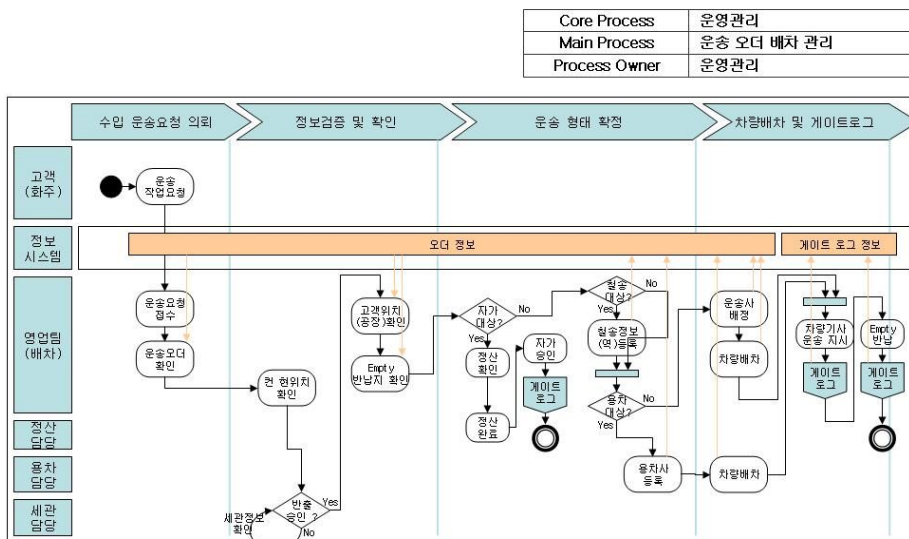 Core Process 운영관리
Main Process 운송 오더 배차 관리
Process Owner 운영관리
수입 운송요청 의뢰
정보검증 및 확인
운송 형태 확정
차량배차 및 게이트로그
고객
(화주)
운송
작업요청
정보
시스템
오더 정보
게이트 로그 정보
영업팀
(배차)
운송요청
접수
운송오더
확인
컨 현위치
확인
고객위치
(공장)확인
Empty
반납지 확인
자가
대상?
No
Yes
정산
확인
정산
완료
자가
승인
게이트
로그
철송
대상?
No
Yes
철송정보
(역)등록
용차
대상?
No
Yes
운송사
배정
차량배차
차량기사
운송 지시
게이트
로그
Empty
반납
게이트
로그
정산
담당
용차
담당
용차사
등록
차량배차
세관
담당
세관정보
확인
반출
승인 ?
Yes
No